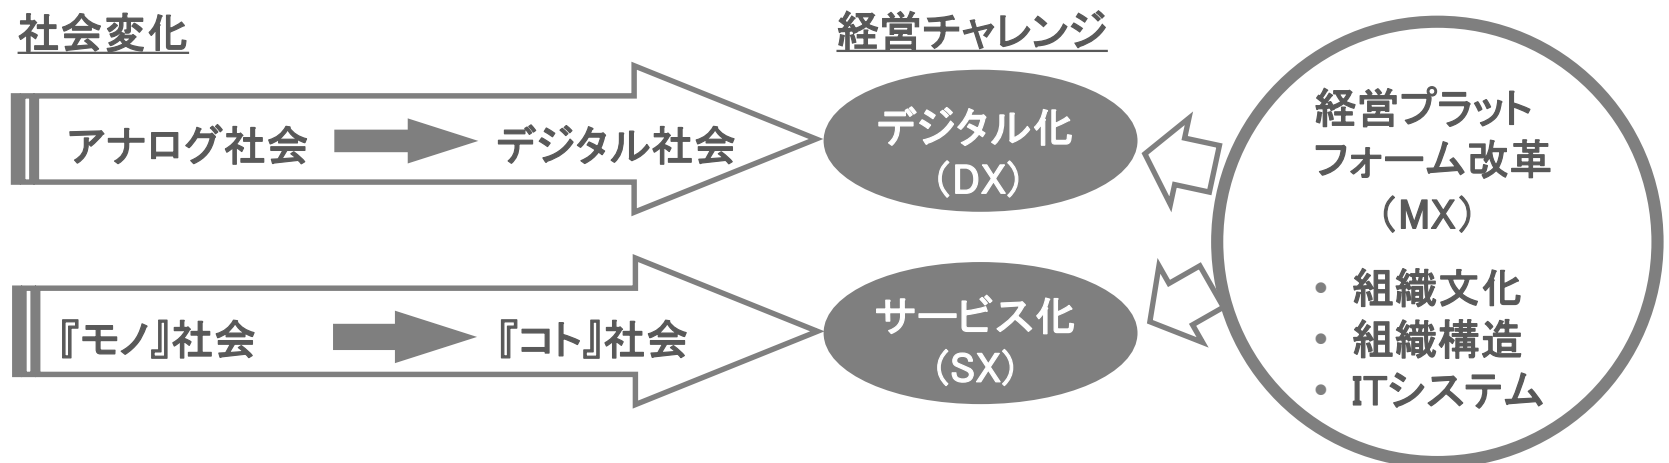 社会変化
経営チャレンジ
アナログ社会
デジタル社会
デジタル化
（DX）
『モノ』社会
『コト』社会
サービス化
（SX）
経営プラット
フォーム改革
（MX）
• 組織文化
• 組織構造
• ITシステム